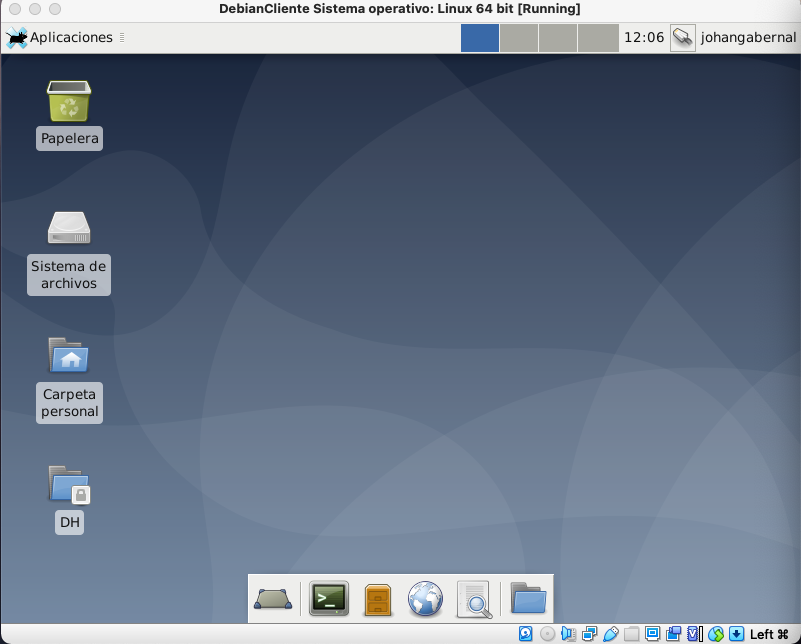 DebianCliente Sistema operativo: Linux 64 bit [Running]
Aplicaciones
12:06
johangabernal
Papelera
Sistema de
archivos
Carpeta
personal
DH
>_
Left ⌘